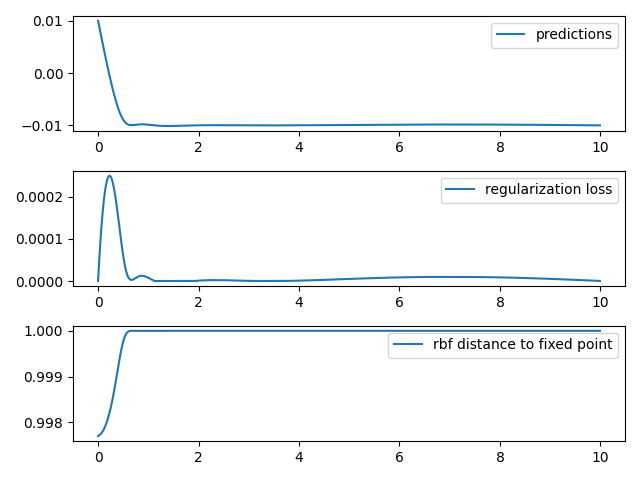 0.01
0.00
−0.01
predictions
0 2 4 6 8 10
0.0002
0.0001
0.0000
regularization loss
0 2 4 6 8 10
1.000
0.999
0.998
rbf distance to fixed point
0 2 4 6 8 10